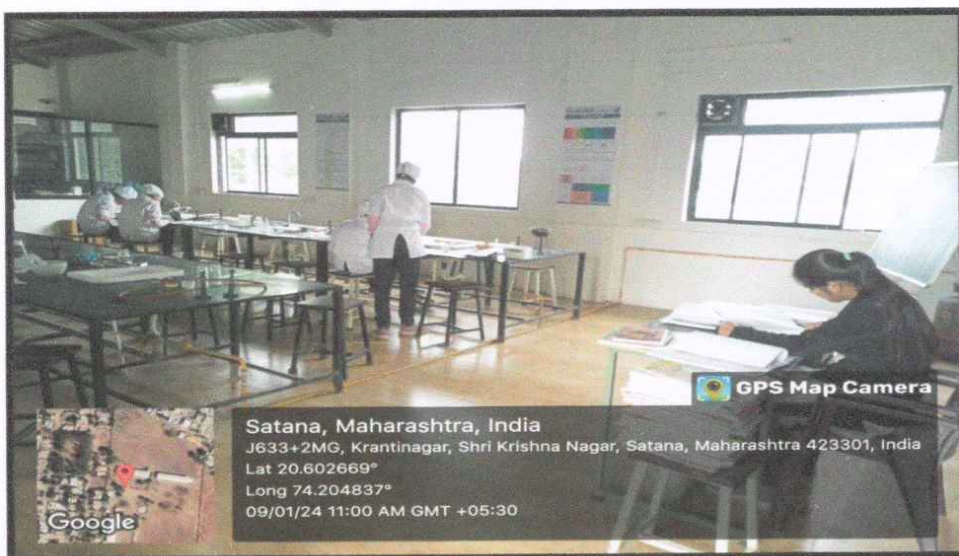 GPS Map Camera
Satana, Maharashtra, India
J633+2MG, Krantinagar, Shri Krishna Nagar, Satana, Maharashtra 423301, India
Lat 20.602669°
Long 74.204837°
09/01/24 11:00 AM GMT +05:30
Google